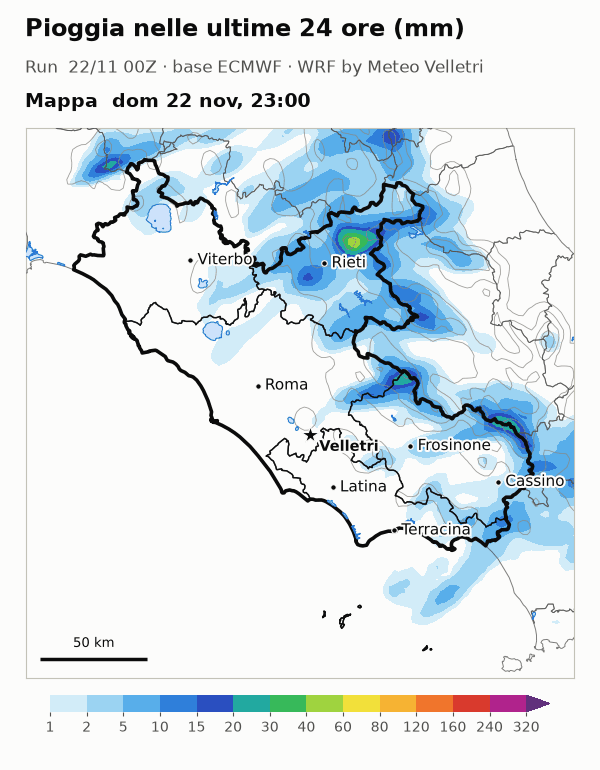 Pioggia nelle ultime 24 ore (mm)
Run  22/11 00Z · base ECMWF · WRF by Meteo Velletri
Mappa  dom 22 nov, 23:00
Viterbo
Rieti
Roma
Velletri
Frosinone
Latina
Cassino
Terracina
50 km
1 2 5 10 15 20 30 40 60 80 120 160 240 320